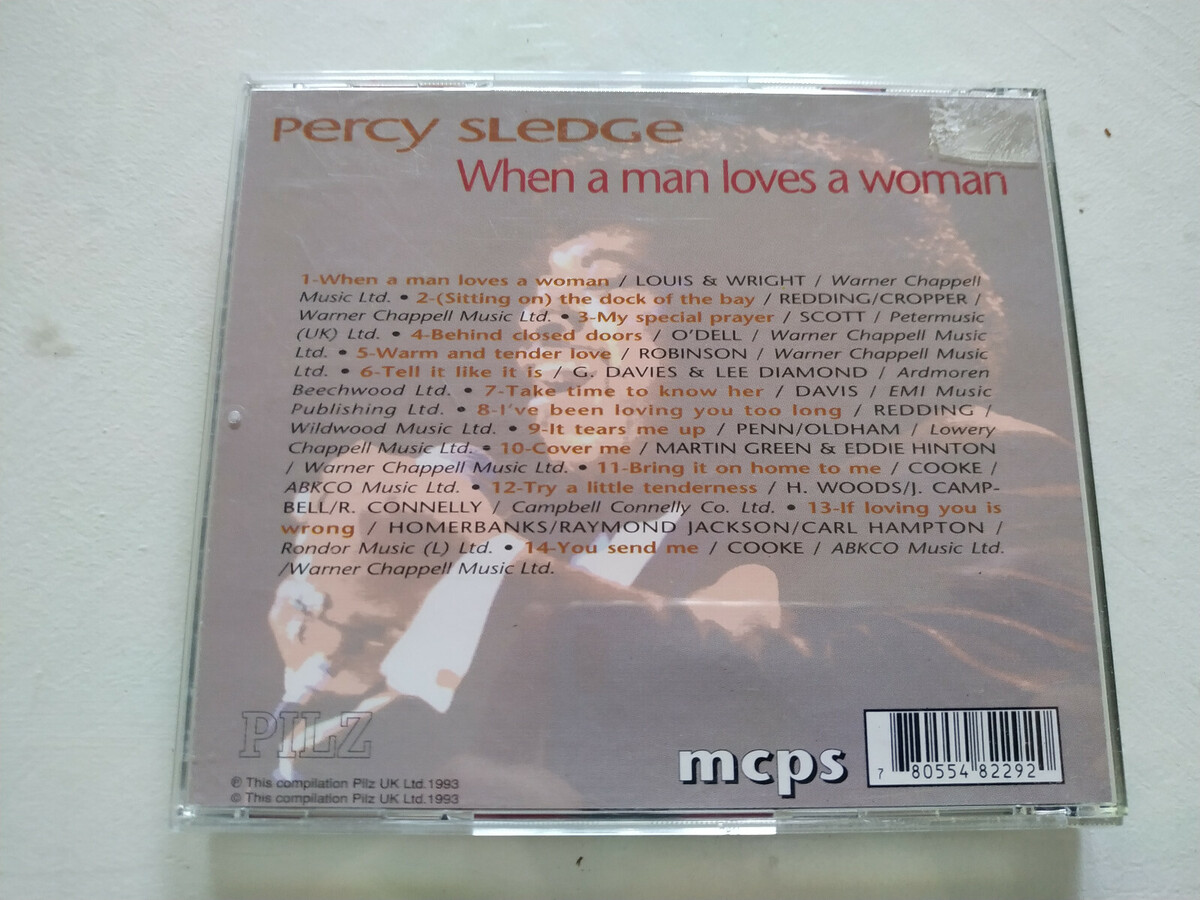 Percy Sledge
When a man loves a woman
1-When a man loves a woman / LOUIS & WRIGHT / Warner Chappell
Music Ltd. • 2-(Sitting on) the dock of the bay / REDDING/CROPPER /
Warner Chappell Music Ltd. • 3-My special prayer / SCOTT / Petermusic
(UK) Ltd. • 4-Behind closed doors / O'DELL / Warner Chappell Music
Ltd. • 5-Warm and tender love / ROBINSON / Warner Chappell Music
Ltd. • 6-Tell it like it is / G. DAVIES & LEE DIAMOND / Ardmoren
Beechwood Ltd. • 7-Take time to know her / DAVIS / EMI Music
Publishing Ltd. • 8-I've been loving you too long / REDDING /
Wildwood Music Ltd. • 9-It tears me up / PENN/OLDHAM / Lowery
Chappell Music Ltd. • 10-Cover me / MARTIN GREEN & EDDIE HINTON
/ Warner Chappell Music Ltd. • 11-Bring it on home to me / COOKE /
ABKCO Music Ltd. • 12-Try a little tenderness / H. WOODS/J. CAMP-
BELL/R. CONNELLY / Campbell Connelly Co. Ltd. • 13-If loving you is
wrong / HOMERBANKS/RAYMOND JACKSON/CARL HAMPTON /
Rondor Music (L) Ltd. • 14-You send me / COOKE / ABKCO Music Ltd.
/Warner Chappell Music Ltd.
PILZ
℗ This compilation Pilz UK Ltd.1993
© This compilation Pilz UK Ltd.1993
mcps
7 80554 82292